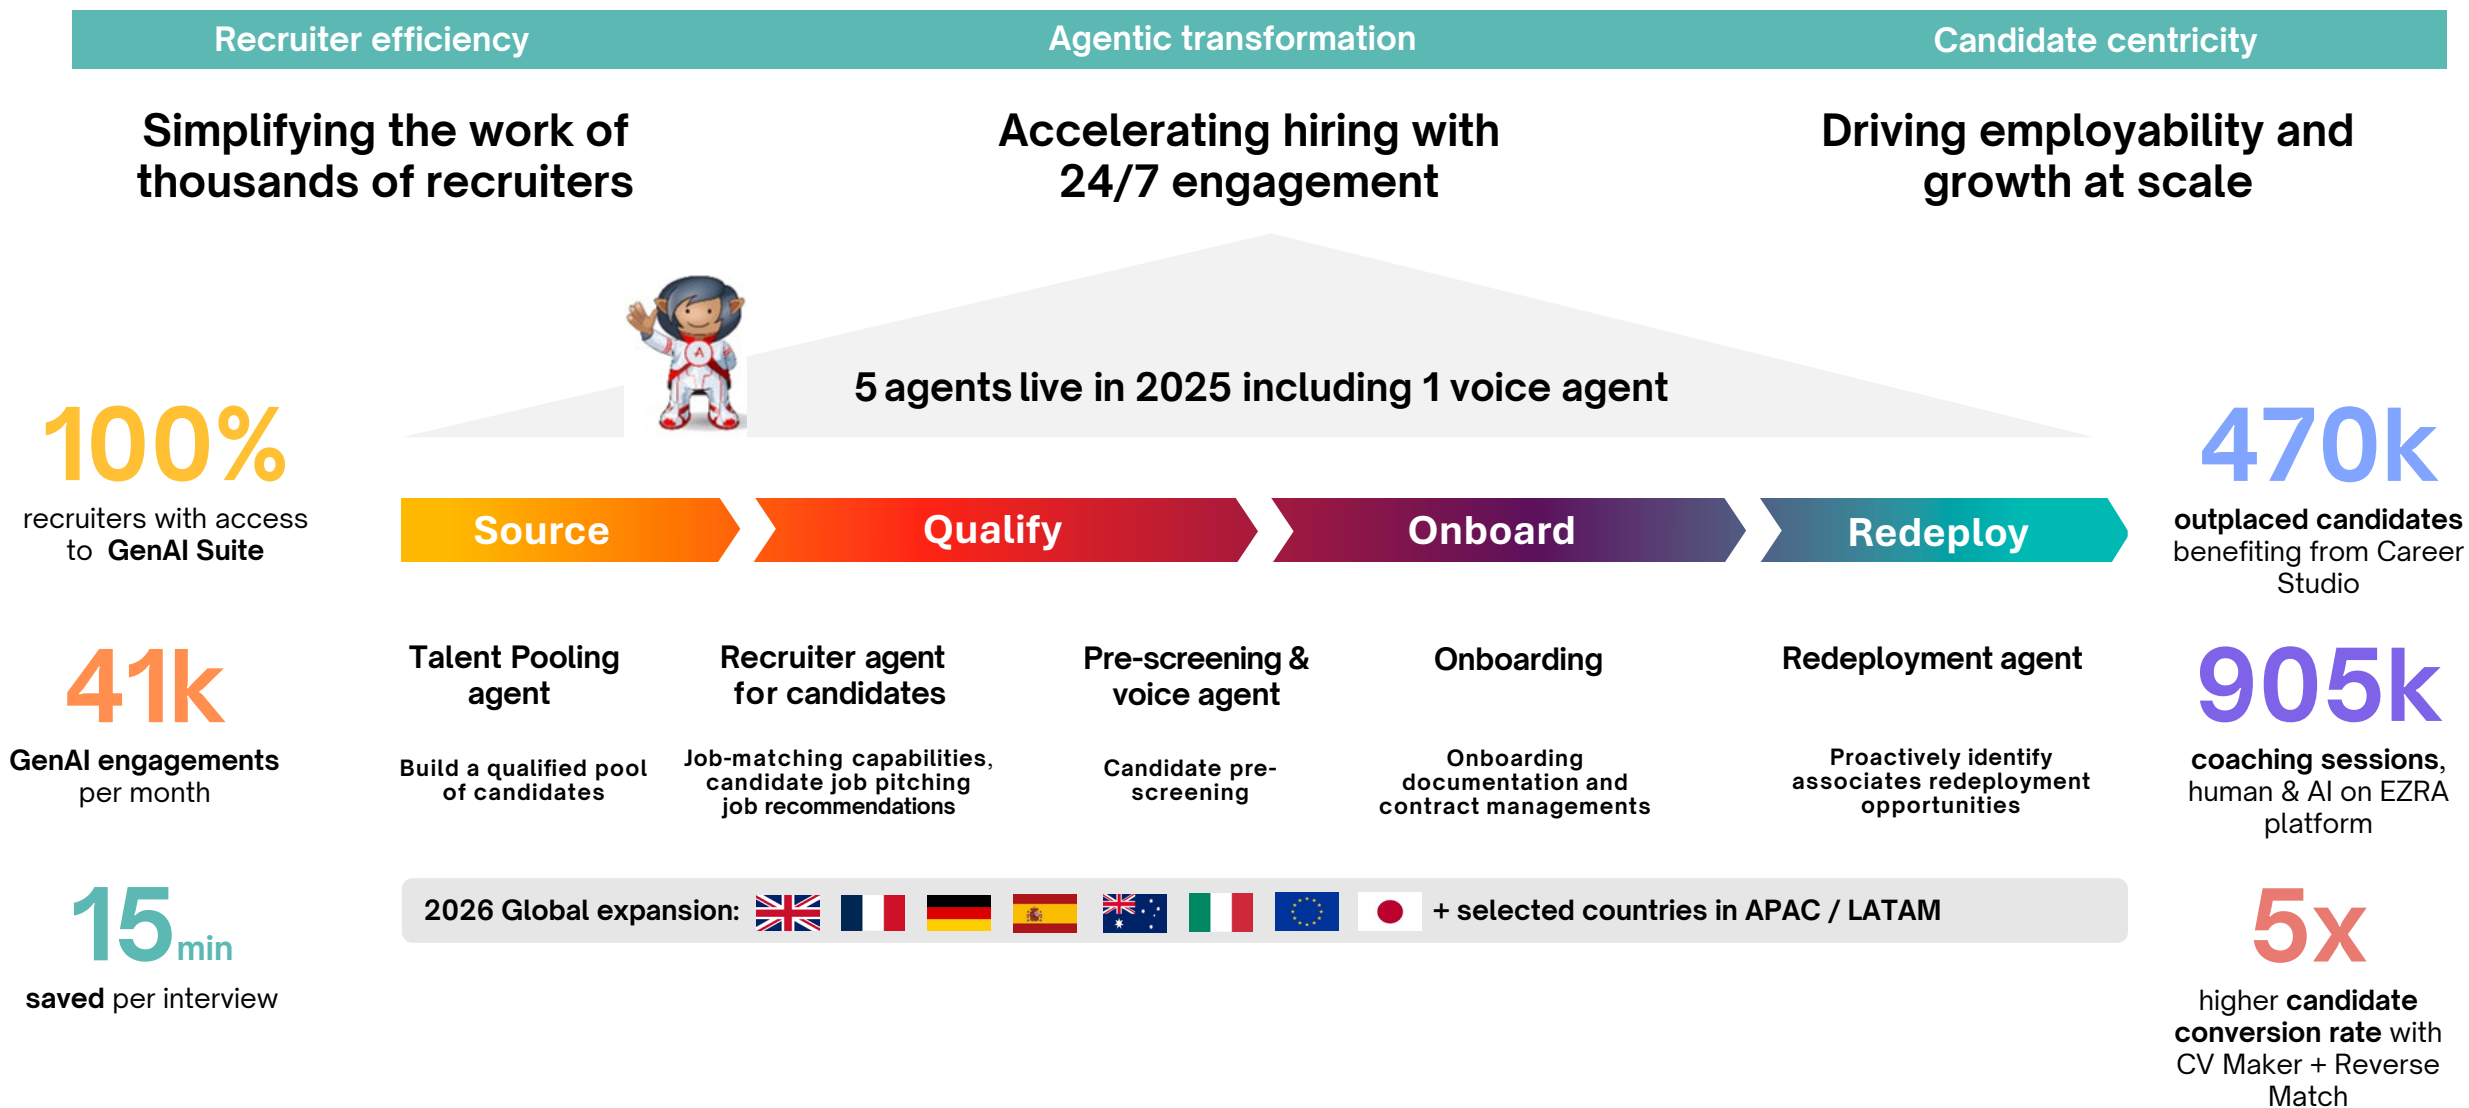 Recruiter efficiency
Agentic transformation
Candidate centricity
Simplifying the work of
thousands of recruiters
Accelerating hiring with
24/7 engagement
Driving employability and
growth at scale
A
5 agents live in 2025 including 1 voice agent
100%
recruiters with access
to GenAI Suite
41k
GenAI engagements
per month
15 min
saved per interview
Source
Qualify
Onboard
Redeploy
Talent Pooling
agent
Build a qualified pool
of candidates
Recruiter agent
for candidates
Job-matching capabilities,
candidate job pitching
job recommendations
Pre-screening &
voice agent
Candidate pre-
screening
Onboarding
Onboarding
documentation and
contract managements
Redeployment agent
Proactively identify
associates redeployment
opportunities
2026 Global expansion:
+ selected countries in APAC / LATAM
470k
outplaced candidates
benefiting from Career
Studio
905k
coaching sessions,
human & AI on EZRA
platform
5x
higher candidate
conversion rate with
CV Maker + Reverse
Match